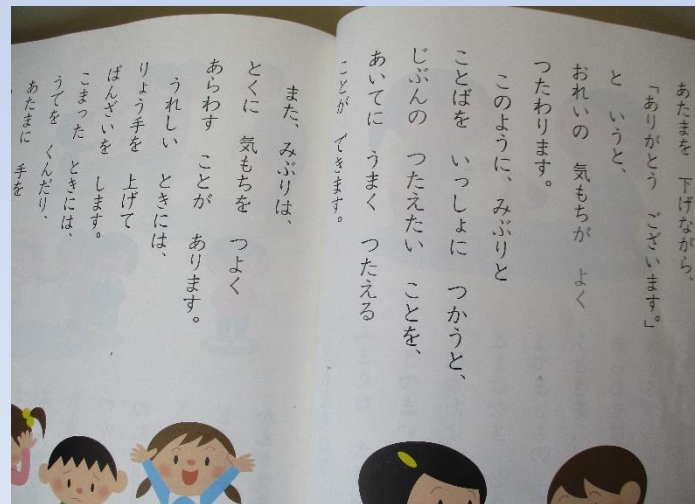 あたまを 下げながら、
「ありがとう ございます。」
と いうと、
おれいの 気もちが よく
つたわります。
このように、みぶりと
ことばを いっしょに つかうと、
じぶんの つたえたい ことを、
あいてに うまく つたえる
ことが できます。
また、みぶりは、
とくに 気もちを つよく
あらわす ことが あります。
うれしい ときには、
りょう手を 上げて
ばんざいを します。
こまった ときには、
うでを くんだり、
あたまに 手を